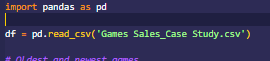 import pandas as pd
df = pd.read_csv('Games Sales_Case Study.csv')
# Oldest and newest games